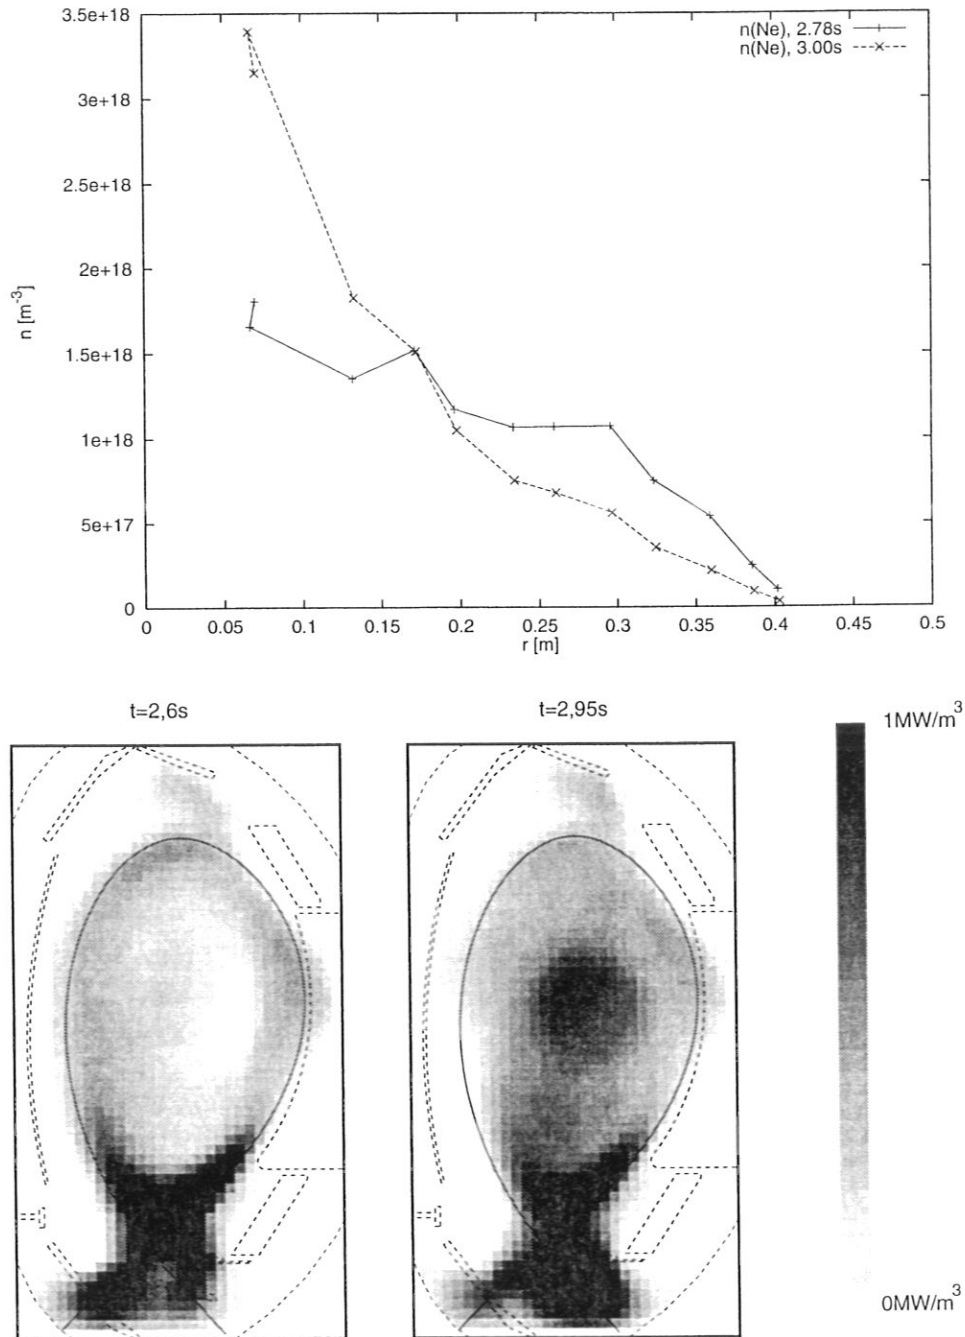 3.5e+18
n(Ne), 2.78s
n(Ne), 3.00s
3e+18
2.5e+18
2e+18
n [m-3]
1.5e+18
1e+18
5e+17
0
0 0.05 0.1 0.15 0.2 0.25 0.3 0.35 0.4 0.45 0.5
r [m]
t=2,6s t=2,95s
1MW/m3
0MW/m3